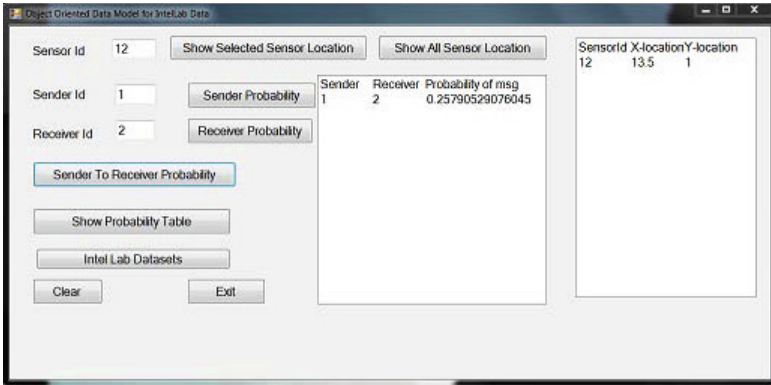 Object Oriented Data Model for IntelLab Data
Sensor Id 12 Show Selected Sensor Location Show All Sensor Location
SensorId X-locationY-location
12 13.5 1
Sender Id 1 Sender Probability
Receiver Id 2 Receiver Probability
Sender Receiver Probability of msg
1 2 0.25790529076045
Sender To Receiver Probability
Show Probability Table
Intel Lab Datasets
Clear Exit